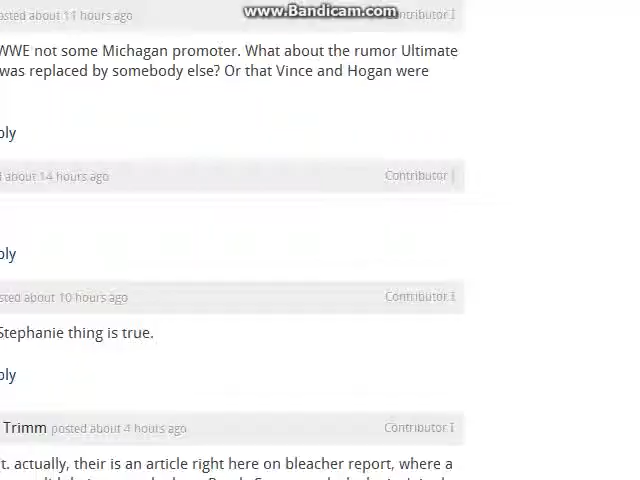 www.Bandicam.com
osted about 11 hours ago
WWE not some Michagan promoter. What about the rumor Ultimate
was replaced by somebody else? Or that Vince and Hogan were
ply
d about 14 hours ago Contributor I
ply
sted about 10 hours ago Contributor I
Stephanie thing is true.
ply
Trimm posted about 4 hours ago Contributor I
t. actually, their is an article right here on bleacher report, where a